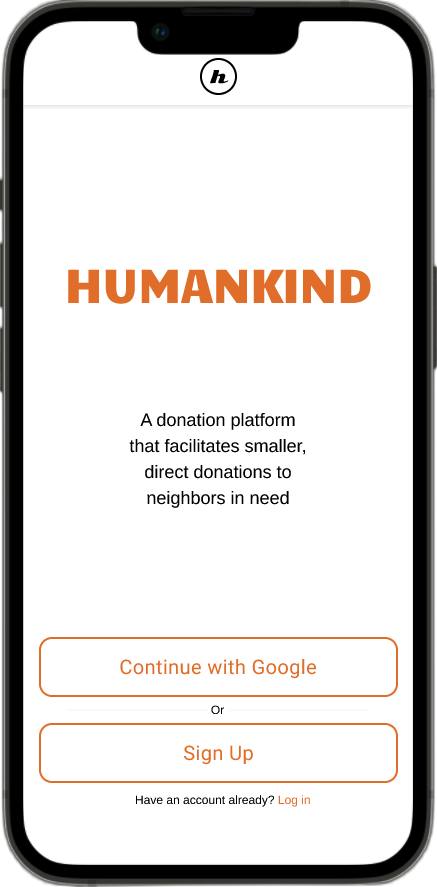 h
HUMANKIND
A donation platform
that facilitates smaller,
direct donations to
neighbors in need
Continue with Google
Or
Sign Up
Have an account already? Log in